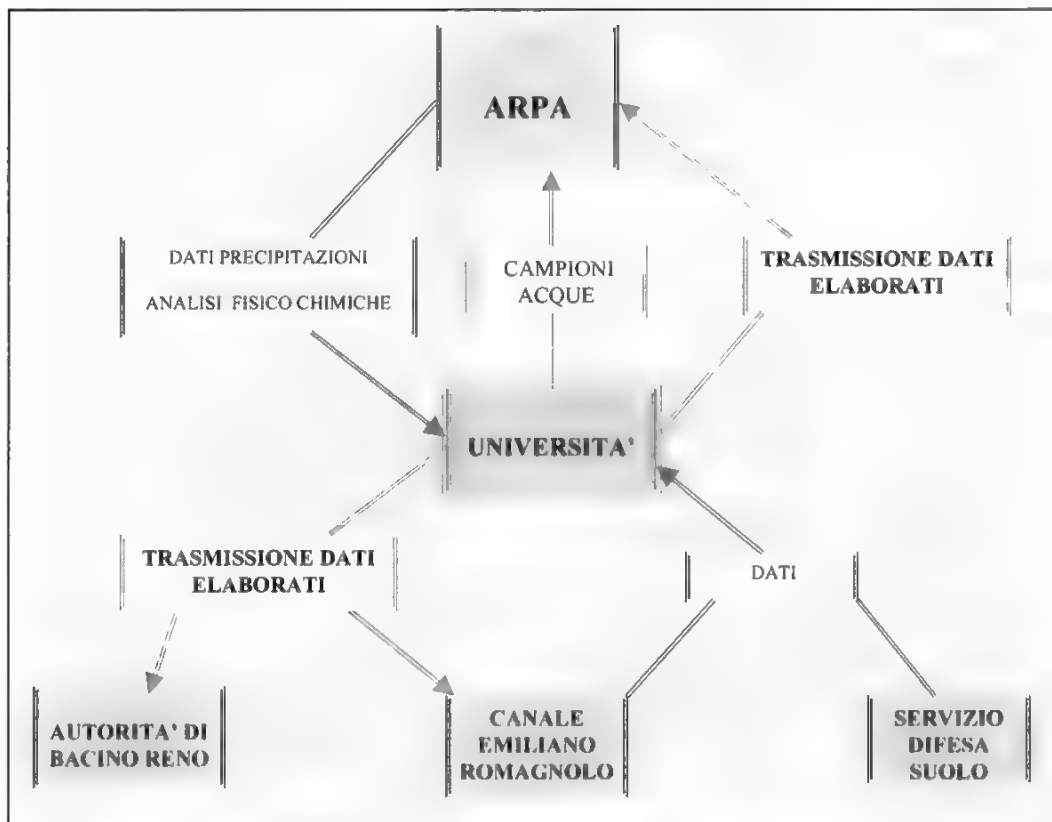 ARPA
DATI PRECIPITAZIONI
ANALISI FISICO CHIMICHE
CAMPIONI
ACQUE
TRASMISSIONE DATI
ELABORATI
UNIVERSITA'
TRASMISSIONE DATI
ELABORATI
DATI
AUTORITA' DI
BACINO RENO
CANALE
EMILIANO
ROMAGNOLO
SERVIZIO
DIFESA
SUOLO